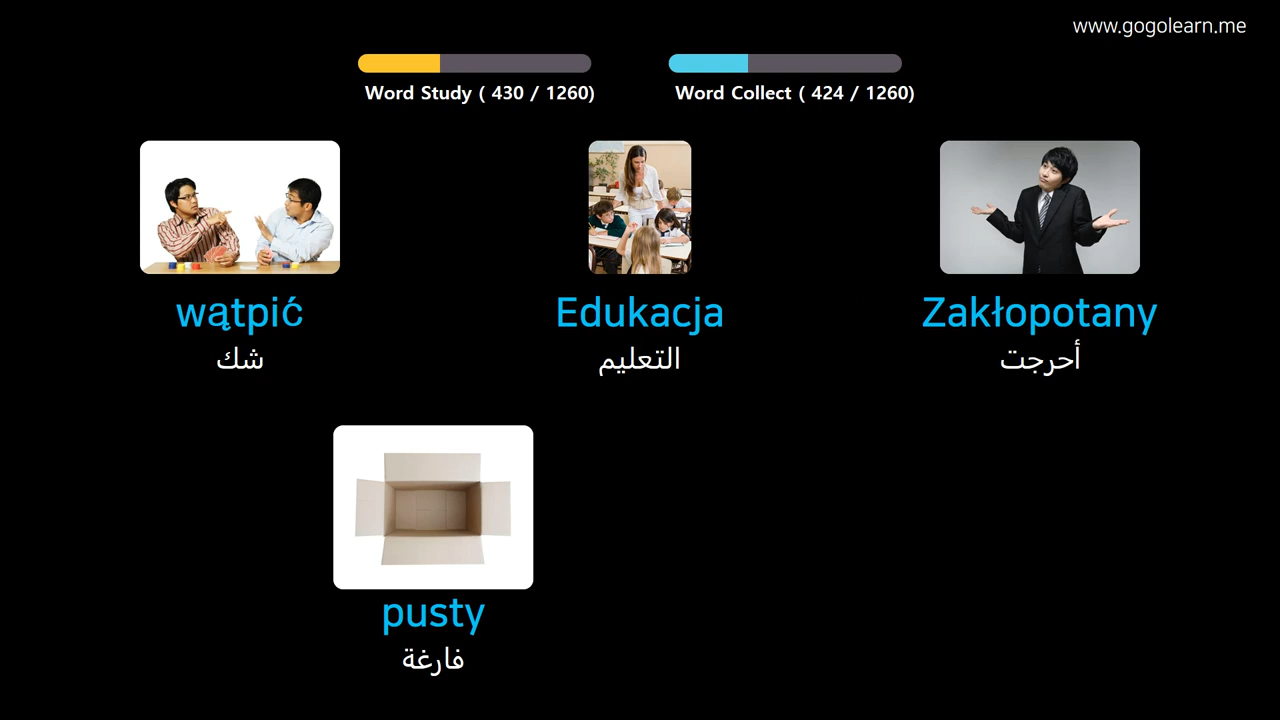 www.gogolearn.me
Word Study ( 430 / 1260)
Word Collect ( 424 / 1260)
wątpić
شك
Edukacja
التعليم
Zakłopotany
أحرجت
pusty
فارغة